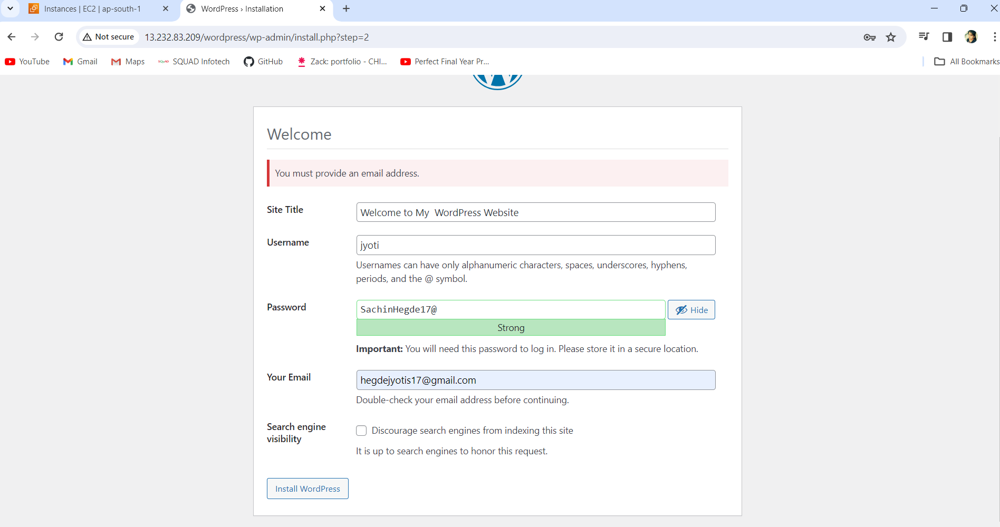 Instances | EC2 | ap-south-1
WordPress › Installation
Not secure
13.232.83.209/wordpress/wp-admin/install.php?step=2
YouTube
Gmail
Maps
SQUAD Infotech
GitHub
Zack: portfolio - CHI...
Perfect Final Year Pr...
All Bookmarks
Welcome
You must provide an email address.
Site Title
Welcome to My  WordPress Website
Username
jyoti
Usernames can have only alphanumeric characters, spaces, underscores, hyphens,
periods, and the @ symbol.
Password
SachinHegde17@
Hide
Strong
Important: You will need this password to log in. Please store it in a secure location.
Your Email
hegdejyotis17@gmail.com
Double-check your email address before continuing.
Search engine
visibility
Discourage search engines from indexing this site
It is up to search engines to honor this request.
Install WordPress